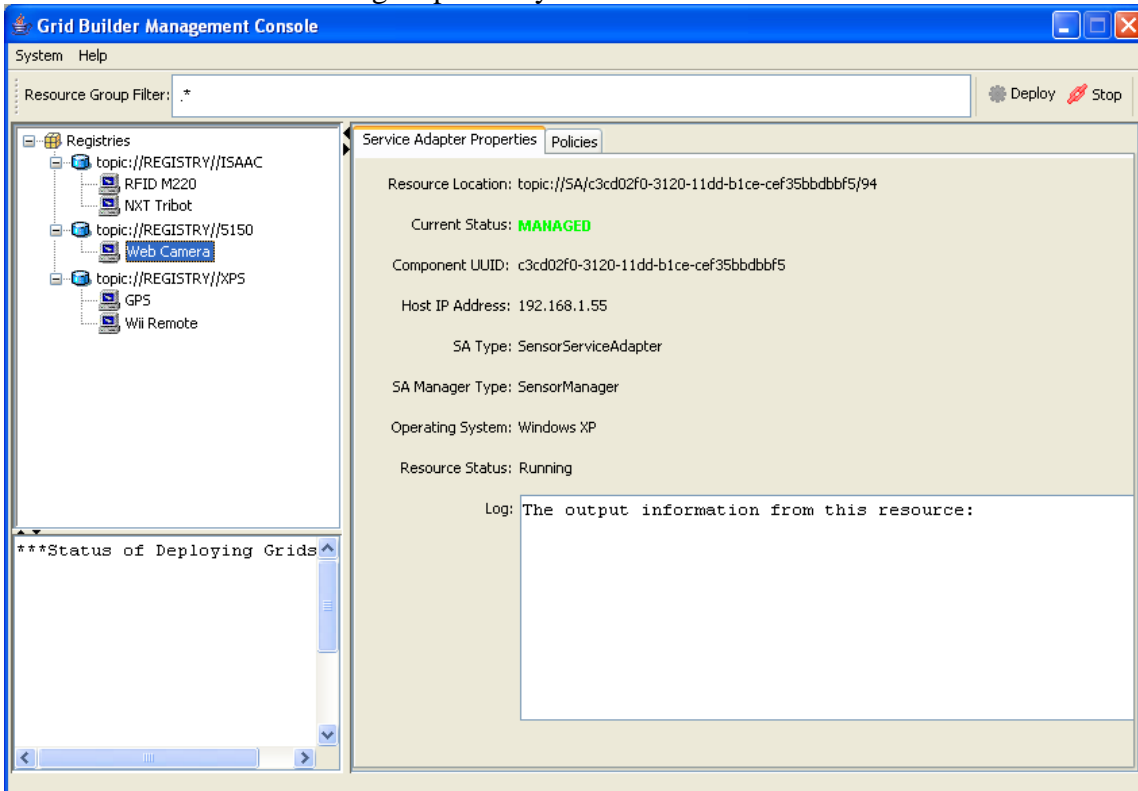 Grid Builder Management Console
System Help
Resource Group Filter: .* Deploy Stop
Registries
topic://REGISTRY//ISAAC
RFID M220
NXT Tribot
topic://REGISTRY//5150
Web Camera
topic://REGISTRY//XPS
GPS
Wii Remote
***Status of Deploying Grids
Service Adapter Properties Policies
Resource Location: topic://SA/c3cd02f0-3120-11dd-b1ce-cef35bbdbbf5/94
Current Status: MANAGED
Component UUID: c3cd02f0-3120-11dd-b1ce-cef35bbdbbf5
Host IP Address: 192.168.1.55
SA Type: SensorServiceAdapter
SA Manager Type: SensorManager
Operating System: Windows XP
Resource Status: Running
Log: The output information from this resource: